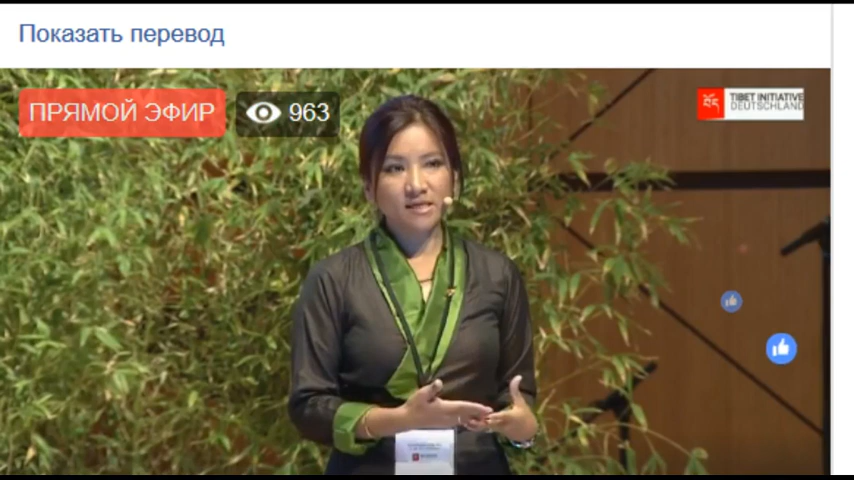 Показать перевод
ПРЯМОЙ ЭФИР
963
TIBET INITIATIVE
DEUTSCHLAND